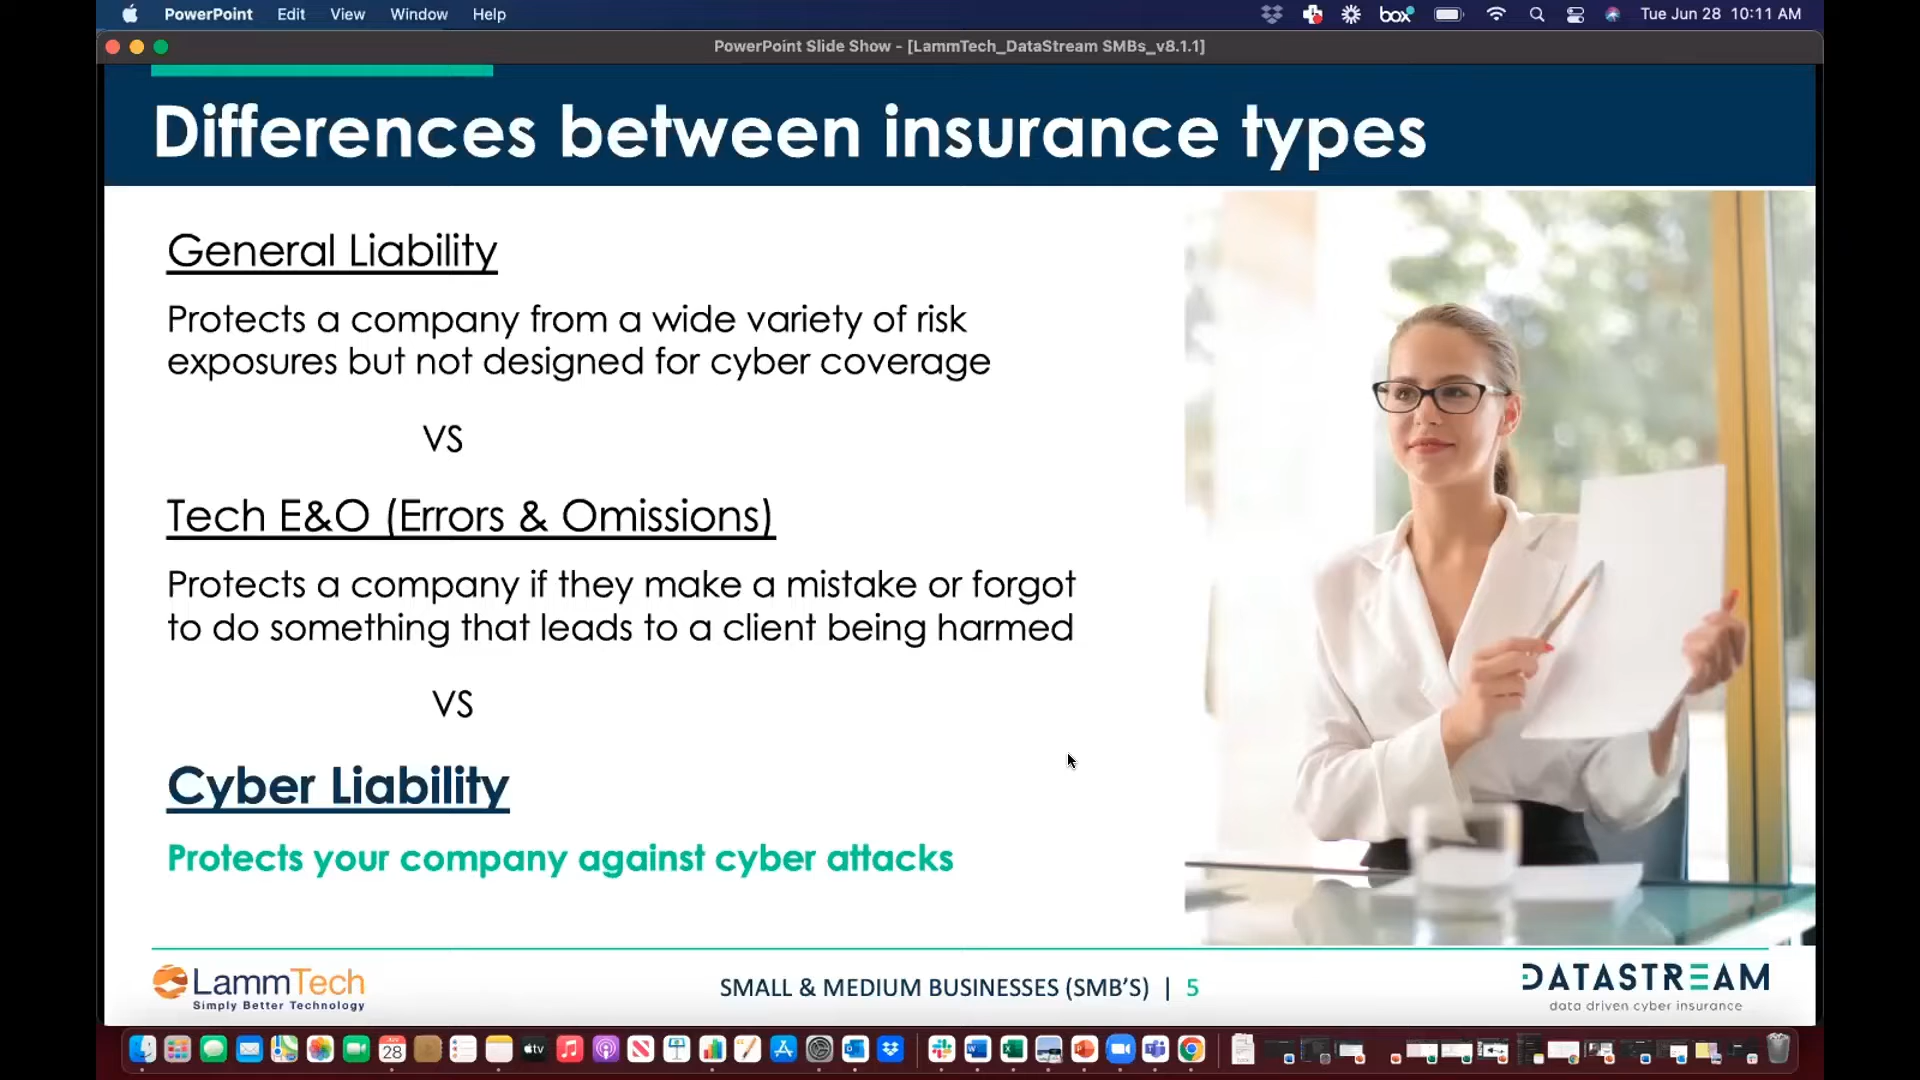 PowerPoint Edit View Window Help box Tue Jun 28 10:11 AM
PowerPoint Slide Show - [LammTech_DataStream SMBs_v8.1.1]
Differences between insurance types
General Liability
Protects a company from a wide variety of risk
exposures but not designed for cyber coverage
VS
Tech E&O (Errors & Omissions)
Protects a company if they make a mistake or forgot
to do something that leads to a client being harmed
VS
Cyber Liability
Protects your company against cyber attacks
LammTech
Simply Better Technology
SMALL & MEDIUM BUSINESSES (SMB'S) | 5
DATASTREAM
data driven cyber insurance
28 tv